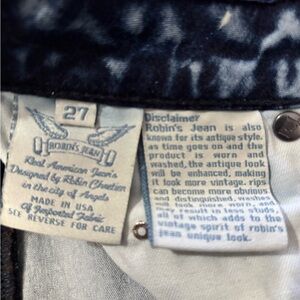 27
ROBIN'S JEAN
Real American Jean's
Designed by Robin Chretien
in the city of Angels
MADE IN USA
Of Imported Fabric
SEE REVERSE FOR CARE
Disclaimer
Robin's Jean is also
known for its antique style.
as time goes on and the
product is worn and
washed, the antique will
will be enhanced, making
it look more vintage. rips
can become more obvious
and distinguished, washes
will look more worn, and
may result in less studs,
all of which adds to the
vintage spirit of robin's
jean unique look.